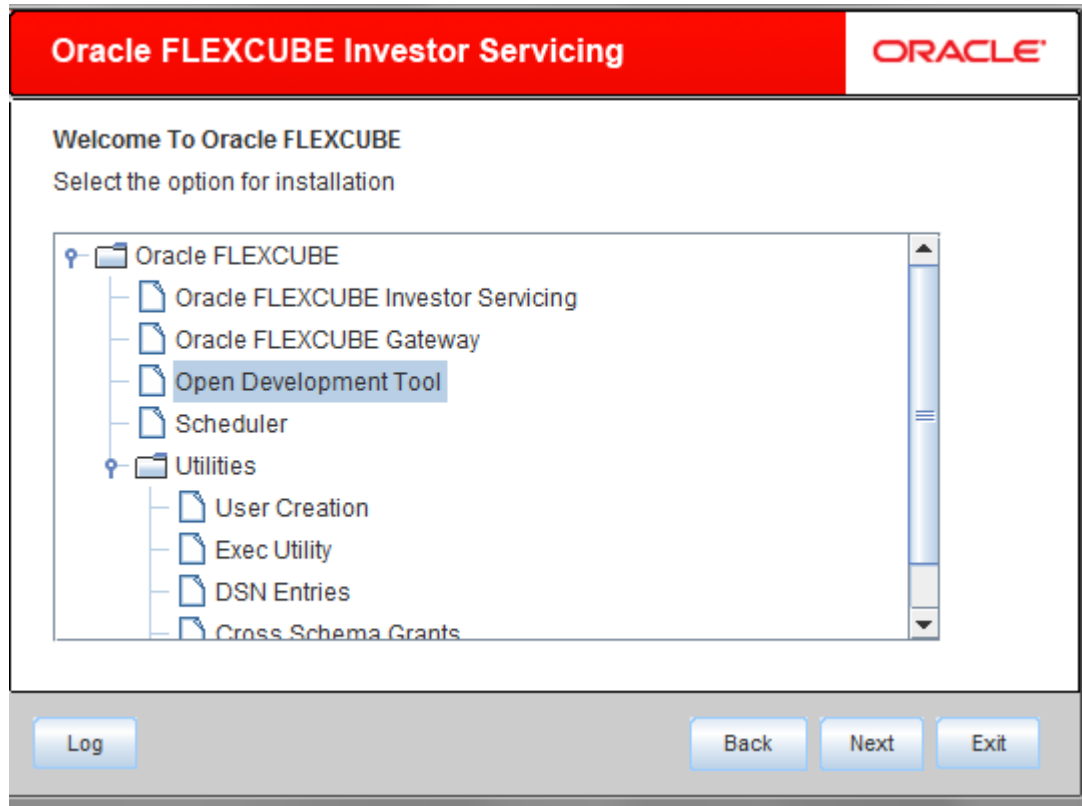 Oracle FLEXCUBE Investor Servicing
ORACLE
Welcome To Oracle FLEXCUBE
Select the option for installation
Oracle FLEXCUBE
Oracle FLEXCUBE Investor Servicing
Oracle FLEXCUBE Gateway
Open Development Tool
Scheduler
Utilities
User Creation
Exec Utility
DSN Entries
Cross Schema Grants
Log
Back
Next
Exit